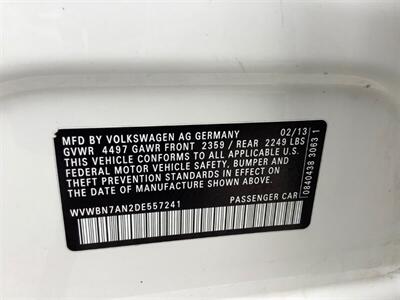 MFD BY VOLKSWAGEN AG GERMANY 02/13
GVWR 4497 GAWR FRONT 2359 / REAR 2249 LBS
THIS VEHICLE CONFORMS TO ALL APPLICABLE U.S.
FEDERAL MOTOR VEHICLE SAFETY, BUMPER AND
THEFT PREVENTION STANDARDS IN EFFECT ON THE
DATE OF MANUFACTURE SHOWN ABOVE.
WVWBN7AN2DE557241 PASSENGER CAR
0840438 3063 1